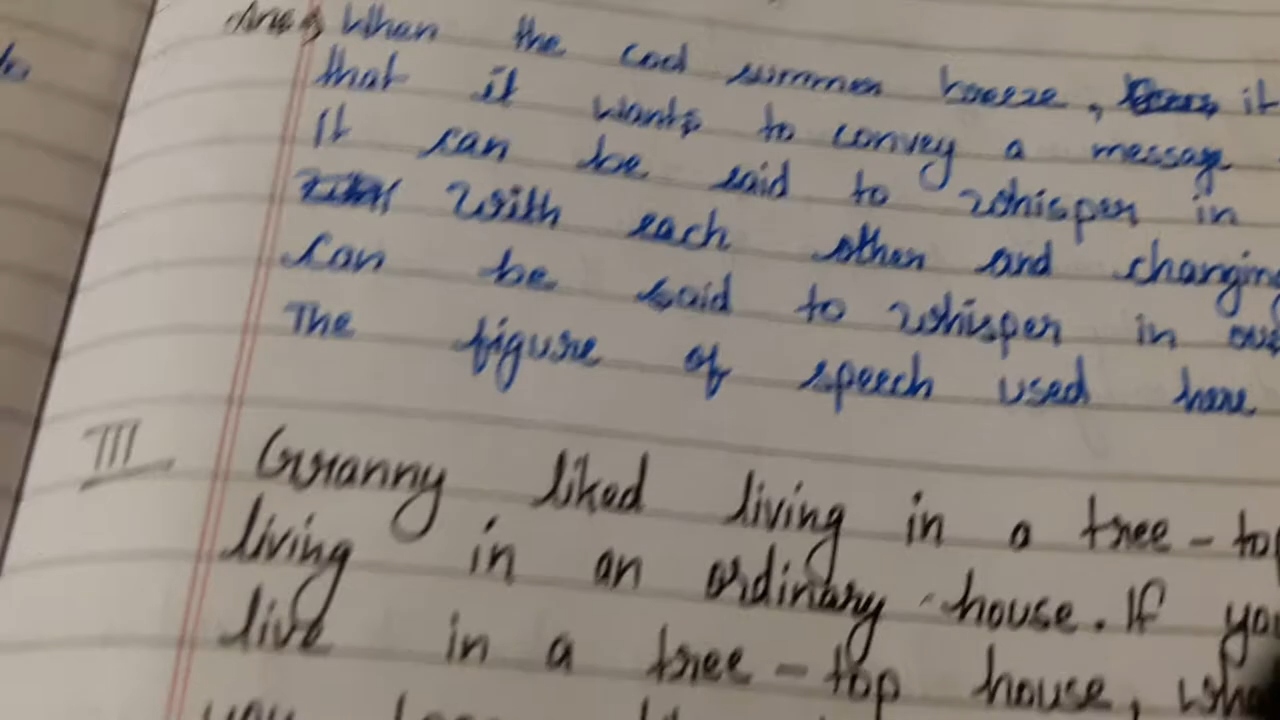 Ans When the cool summer breeze, it
that it wants to convey a message
It can be said to whisper in
with each other and changing
can be said to whisper in
The figure of speech used here
III Granny liked living in a tree-top
living in an ordinary house. If
live in a tree-top house,
you